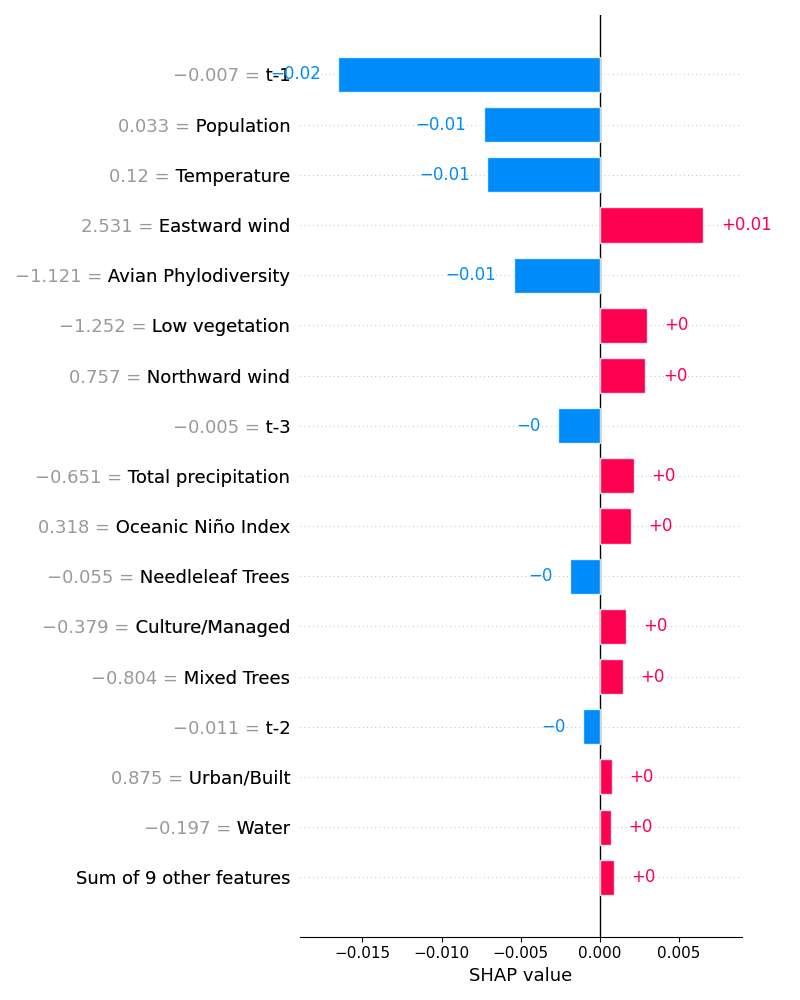 −0.007 = t-1 −0.02
0.033 = Population −0.01
0.12 = Temperature −0.01
2.531 = Eastward wind +0.01
−1.121 = Avian Phylodiversity −0.01
−1.252 = Low vegetation +0
0.757 = Northward wind +0
−0.005 = t-3 −0
−0.651 = Total precipitation +0
0.318 = Oceanic Niño Index +0
−0.055 = Needleleaf Trees −0
−0.379 = Culture/Managed +0
−0.804 = Mixed Trees +0
−0.011 = t-2 −0
0.875 = Urban/Built +0
−0.197 = Water +0
Sum of 9 other features +0
−0.015 −0.010 −0.005 0.000 0.005
SHAP value